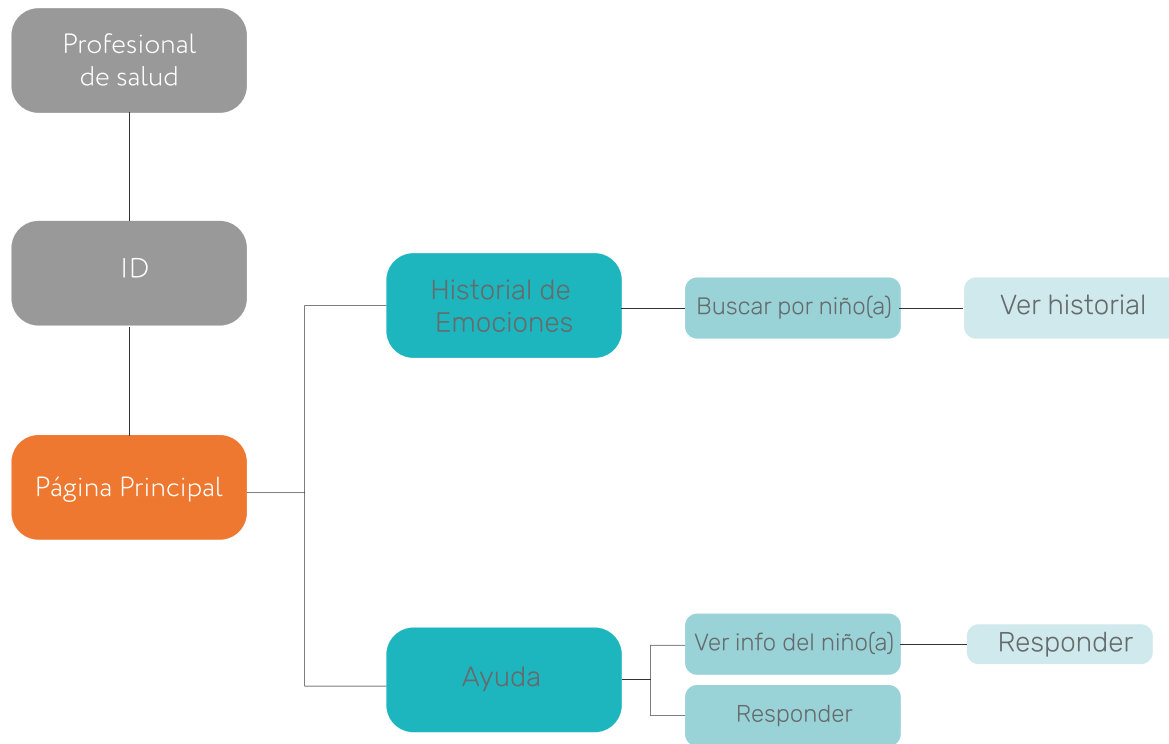 Profesional
de salud
ID
Página Principal
Historial de
Emociones
Buscar por niño(a)
Ver historial
Ayuda
Ver info del niño(a)
Responder
Responder